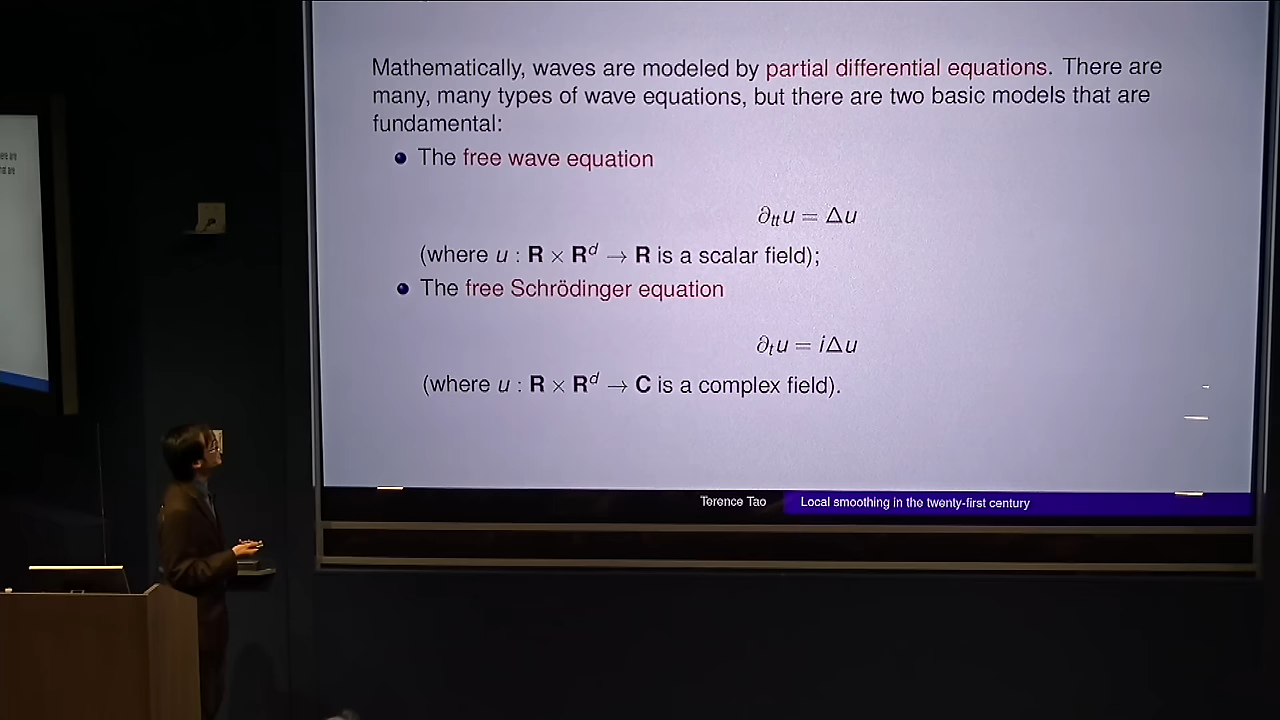 Mathematically, waves are modeled by partial differential equations. There are
many, many types of wave equations, but there are two basic models that are
fundamental:
The free wave equation
∂ₜₜu = Δu
(where u : R × Rᵈ → R is a scalar field);
The free Schrödinger equation
∂ₜu = iΔu
(where u : R × Rᵈ → C is a complex field).
Terence Tao Local smoothing in the twenty-first century